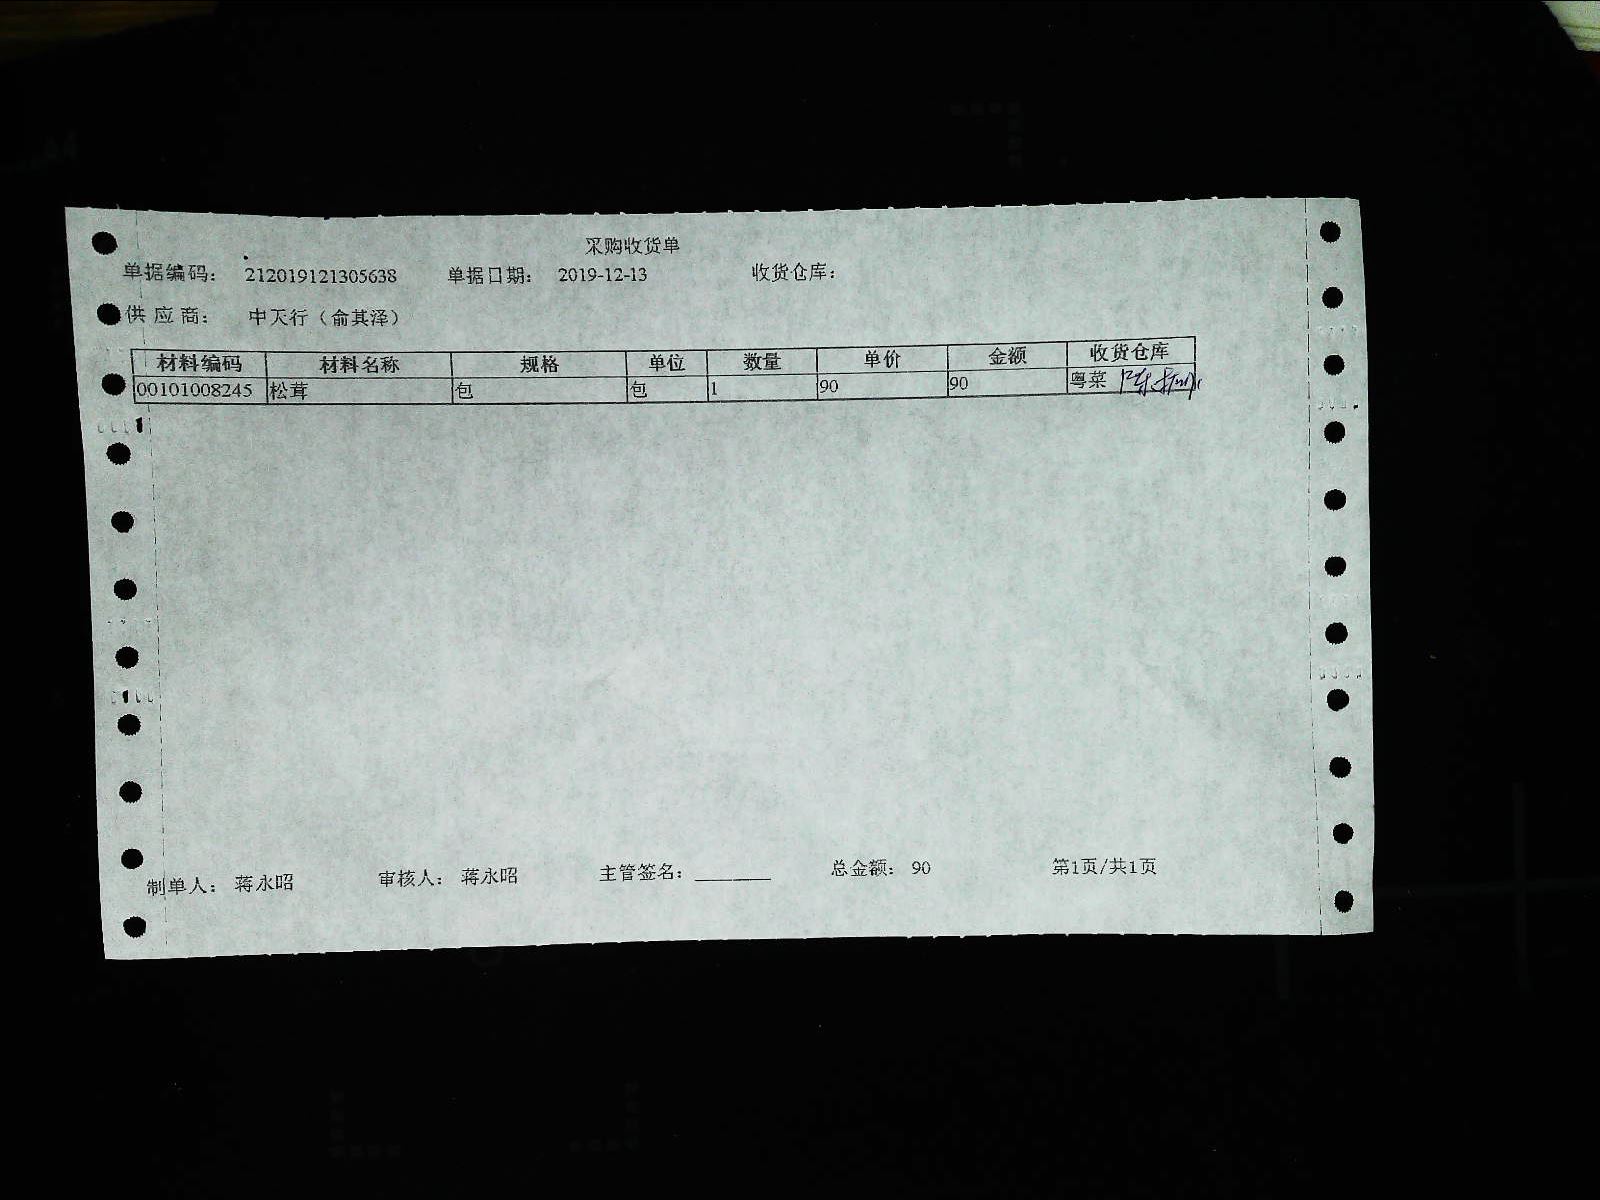 采购收货单
单据编码： 212019121305638 单据日期： 2019-12-13 收货仓库：
供应商： 中天行（俞其泽）
材料编码 材料名称 规格 单位 数量 单价 金额 收货仓库
00101008245 松茸 包 包 1 90 90 粤菜
制单人： 蒋永昭 审核人： 蒋永昭 主管签名：________ 总金额： 90 第1页/共1页